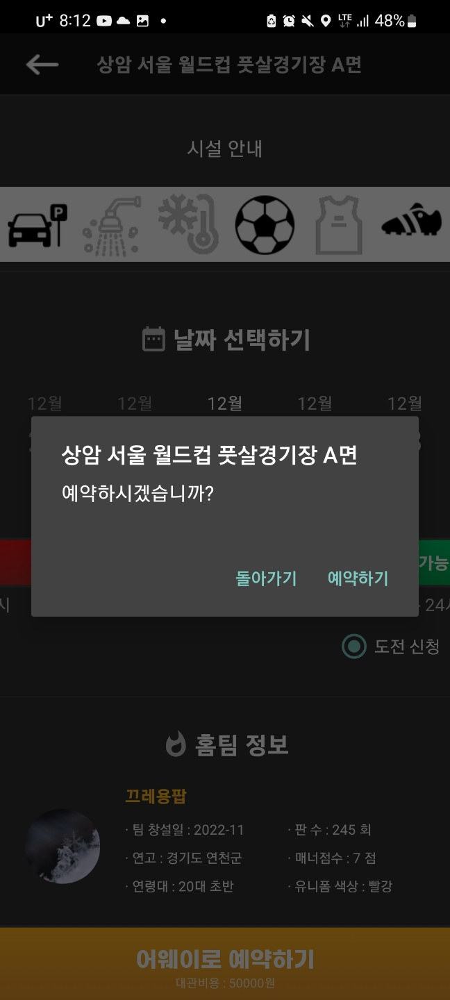 U+ 8:12 LTE 48%
상암 서울 월드컵 풋살경기장 A면
시설 안내
P
날짜 선택하기
12월 12월 12월 12월 12월
상암 서울 월드컵 풋살경기장 A면
예약하시겠습니까?
가능
돌아가기 예약하기
시
도전 신청
홈팀 정보
끄레용팝
· 팀 창설일 : 2022-11 · 판 수 : 245 회
· 연고 : 경기도 연천군 · 매너점수 : 7 점
· 연령대 : 20대 초반 · 유니폼 색상 : 빨강
어웨이로 예약하기
대관비용 : 50000원